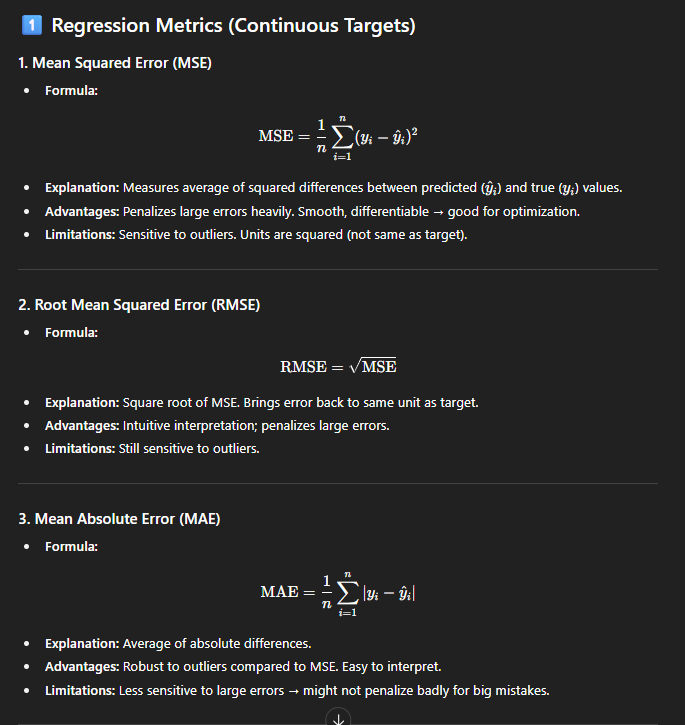 1️⃣ Regression Metrics (Continuous Targets)
1. Mean Squared Error (MSE)
• Formula:
MSE = \frac{1}{n} \sum_{i=1}^{n} (y_i - \hat{y}_i)^2
• Explanation: Measures average of squared differences between predicted (ŷ_i) and true (y_i) values.
• Advantages: Penalizes large errors heavily. Smooth, differentiable → good for optimization.
• Limitations: Sensitive to outliers. Units are squared (not same as target).
2. Root Mean Squared Error (RMSE)
• Formula:
RMSE = \sqrt{MSE}
• Explanation: Square root of MSE. Brings error back to same unit as target.
• Advantages: Intuitive interpretation; penalizes large errors.
• Limitations: Still sensitive to outliers.
3. Mean Absolute Error (MAE)
• Formula:
MAE = \frac{1}{n} \sum_{i=1}^{n} |y_i - \hat{y}_i|
• Explanation: Average of absolute differences.
• Advantages: Robust to outliers compared to MSE. Easy to interpret.
• Limitations: Less sensitive to large errors → might not penalize badly for big mistakes.